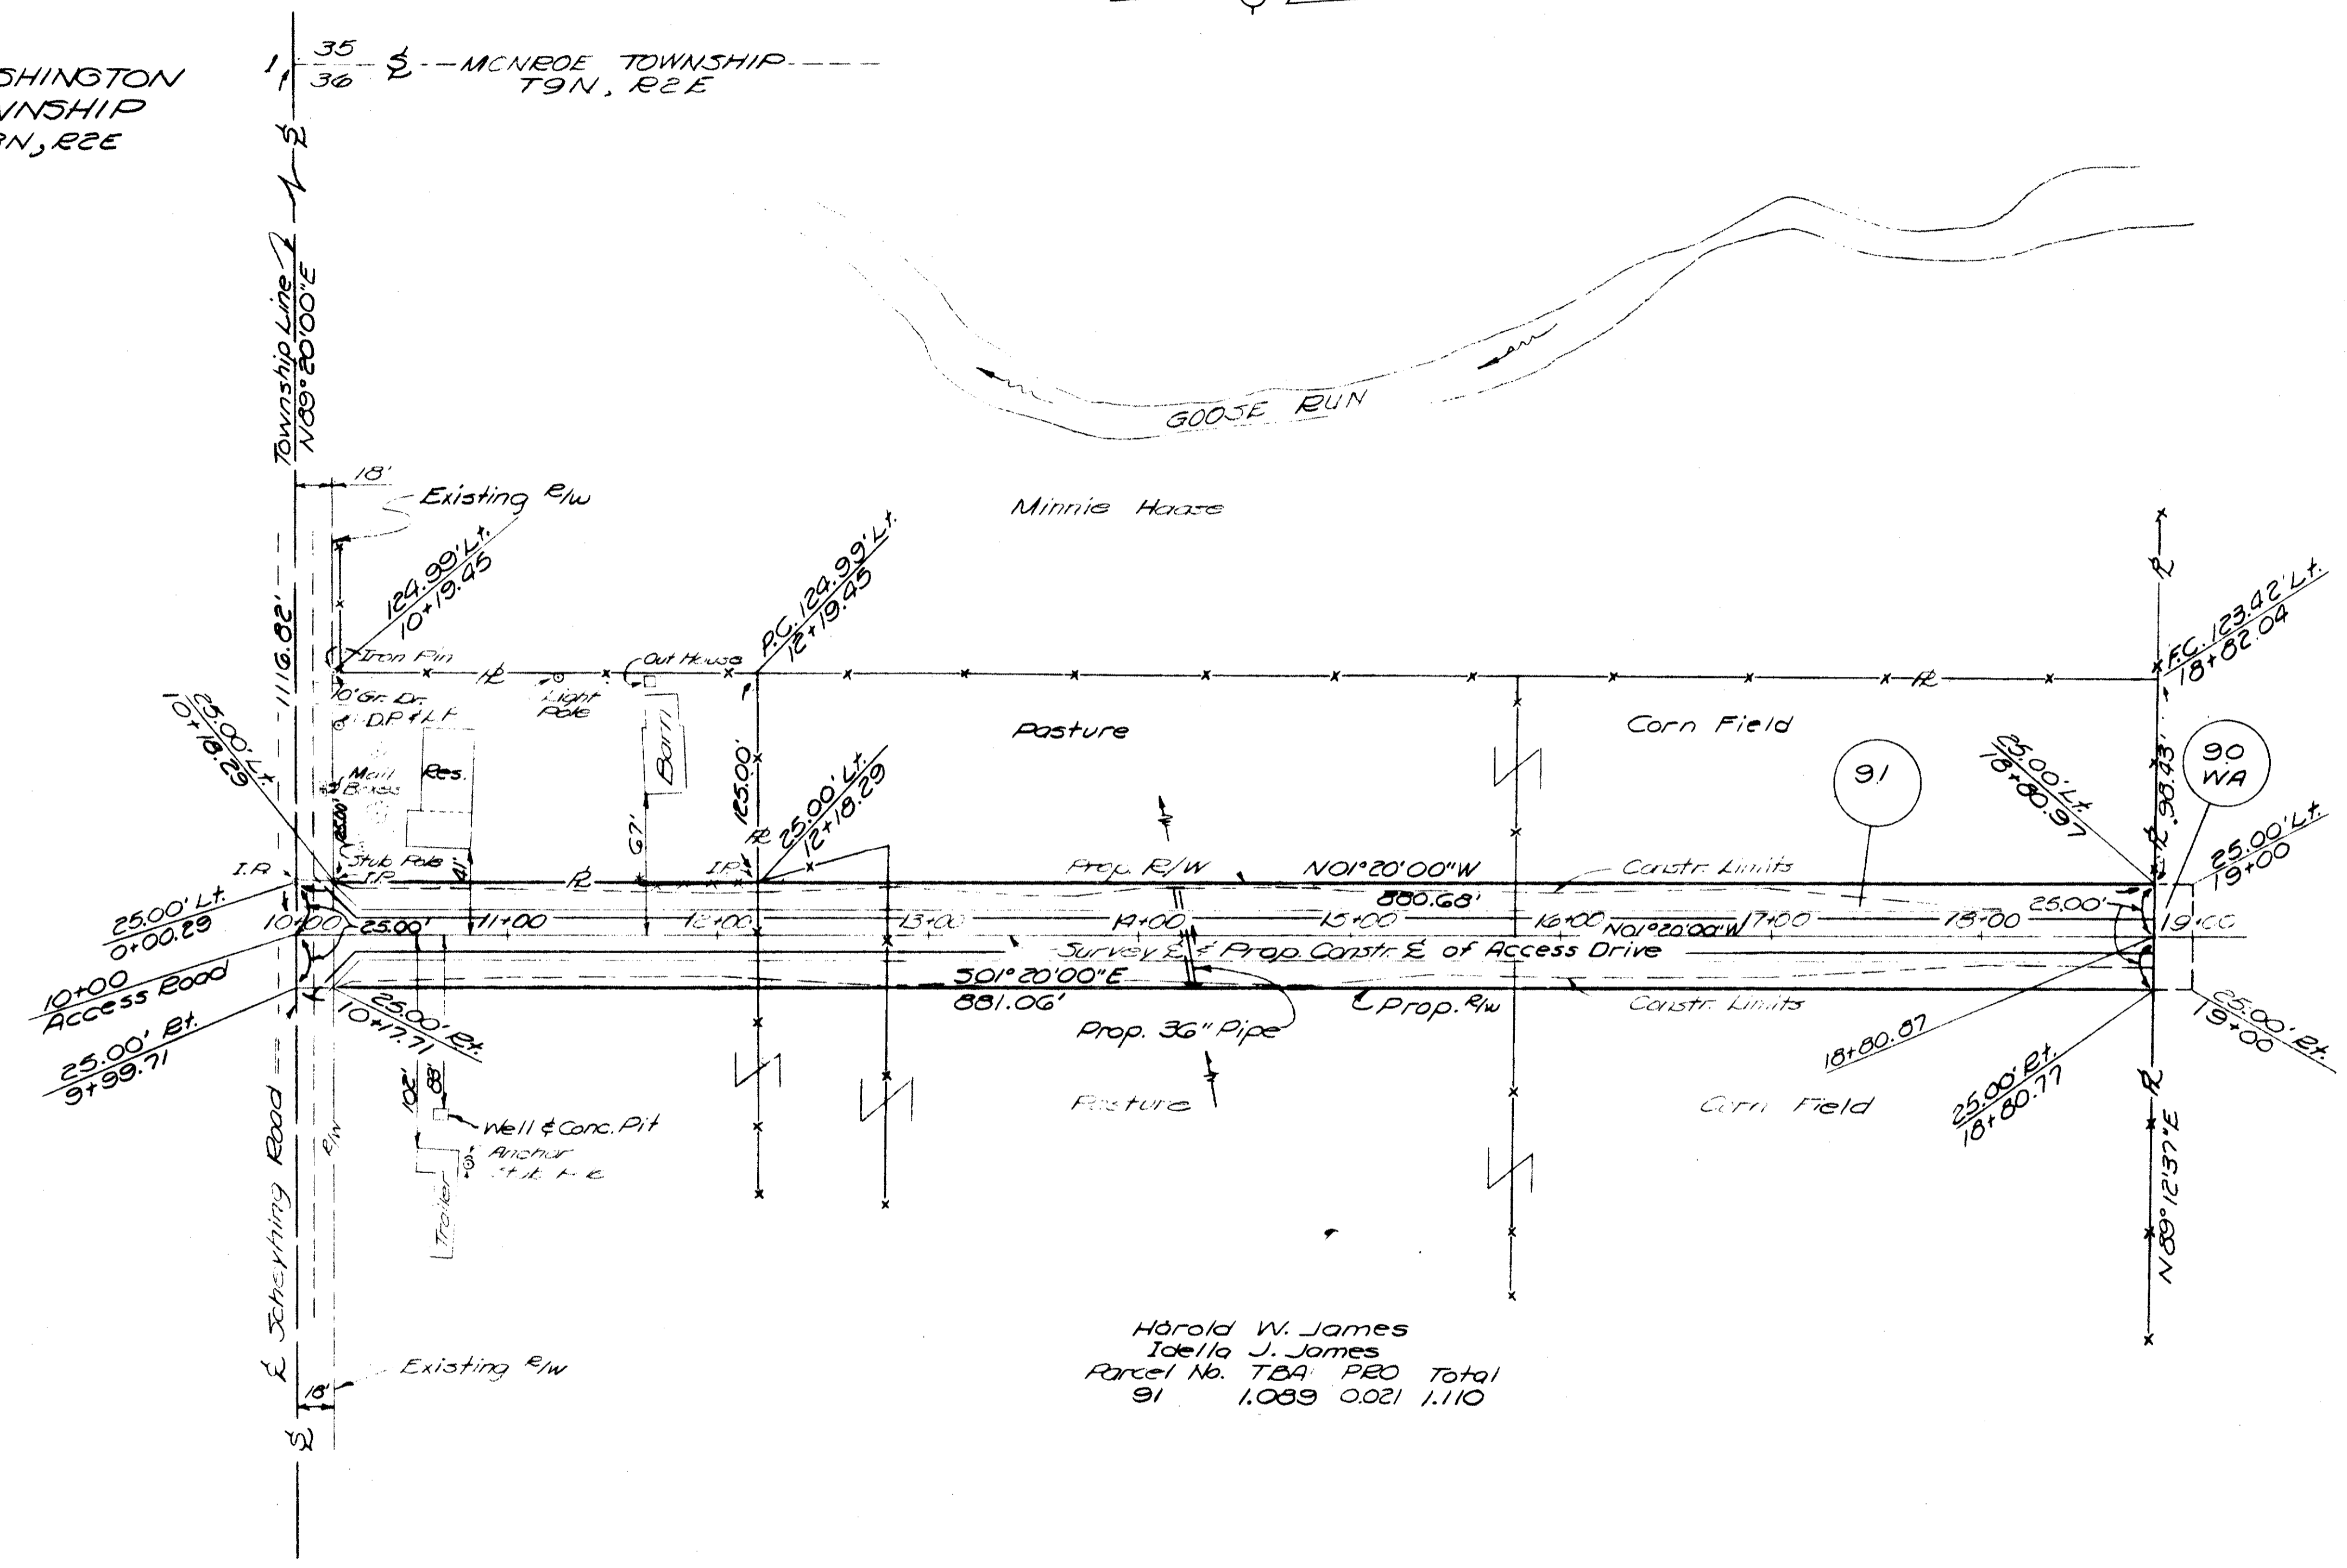 SHINGTON
WNSHIP
N, R2E
1
35
36
MONROE TOWNSHIP
T9N, R2E
Township Line
N89°20'00"E
GOOSE RUN
18'
Existing R/W
Minnie Haase
124.99' Lt.
10+19.45
P.C. 124.99' Lt.
12+19.45
F.C. 123.42' Lt.
18+82.04
1116.82'
Iron Pin
Out House
Light
Pole
10' Gr. Dr.
25.00' Lt.
10+18.29
Res.
Barn
Mail
Boxes
125.00'
Pasture
Corn Field
91
90
WA
25.00' Lt.
18+80.97
98.43'
25.00' Lt.
19+00
25.00' Lt.
12+18.29
67'
41'
Stub Pole
I.P.
I.P.
I.P.
Prop. R/W
N01°20'00"W
880.68'
Constr. Limits
25.00'
25.00' Lt.
0+00.29
10+00
25.00'
11+00
12+00
13+00
14+00
15+00
16+00
N01°20'00"W
17+00
18+00
19+00
Survey ℄ & Prop. Constr. ℄ of Access Drive
10+00
Access Road
S01°20'00"E
881.06'
Prop. R/W
Constr. Limits
25.00' Rt.
9+99.71
25.00' Rt.
10+17.71
Prop. 36" Pipe
18+80.87
25.00' Rt.
18+80.77
25.00' Rt.
19+00
102'
88'
Well & Conc. Pit
Anchor
Trailer
Pasture
Corn Field
N89°12'37"E
℄ Scheyhing Road
R/W
Existing R/W
18'
Harold W. James
Idella J. James
Parcel No. TBA PRO Total
91 1.089 0.021 1.110